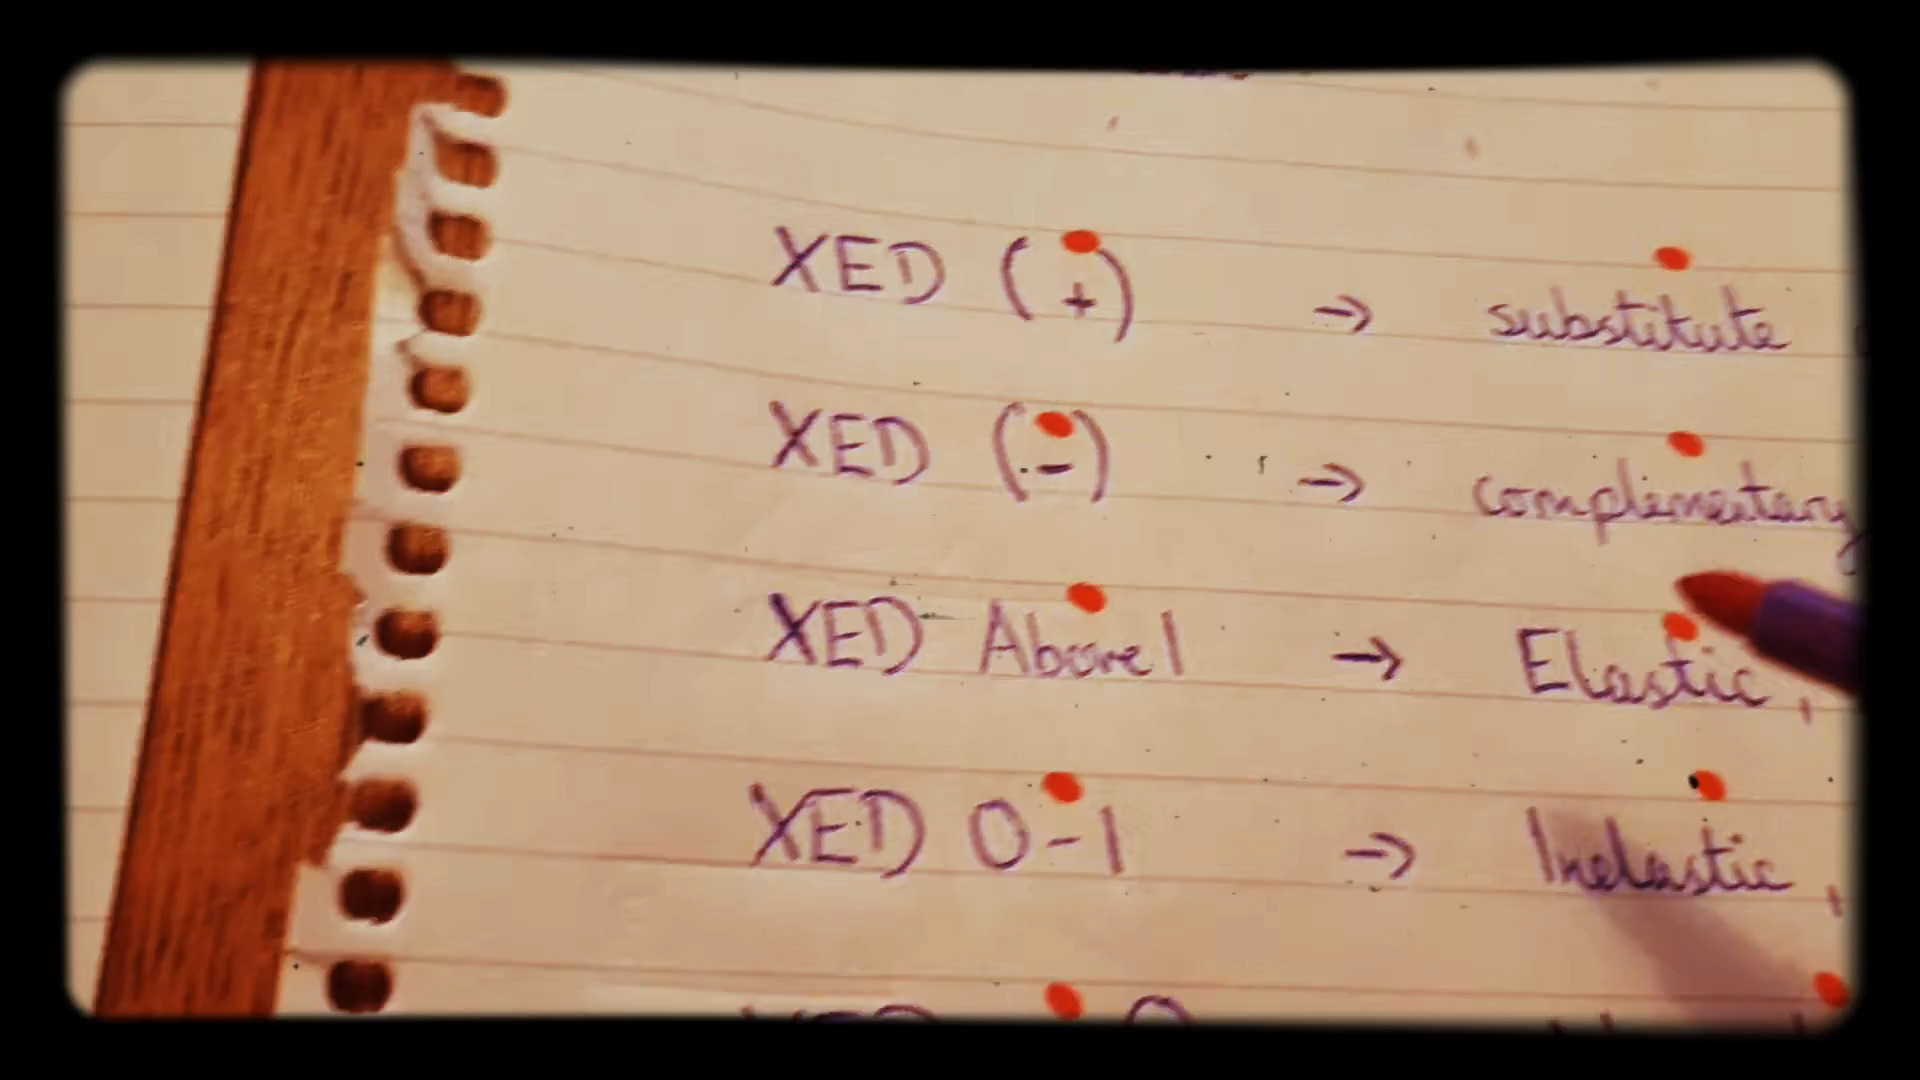 XED (+) → substitute
XED (-) → complementary
XED Above 1 → Elastic,
XED 0-1 → Inelastic,